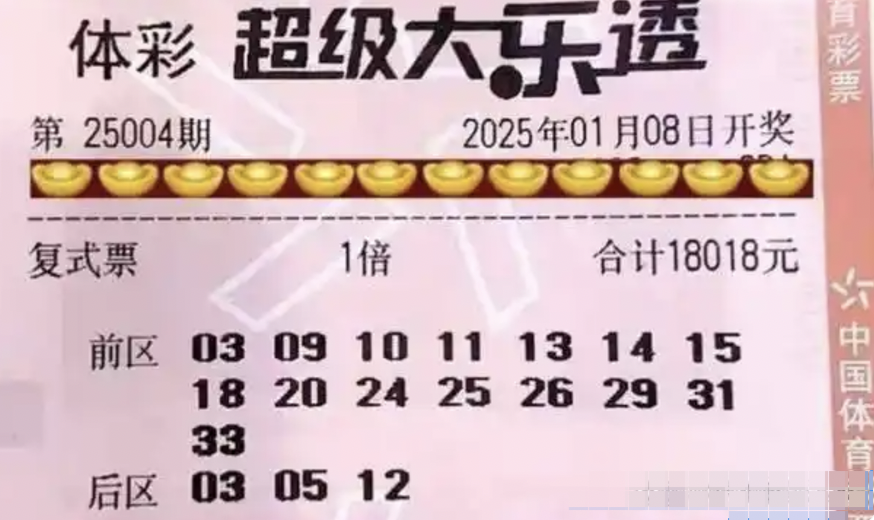 体彩 超级大乐透
第 25004期 2025年01月08日开奖
复式票 1倍 合计18018元
前区 03 09 10 11 13 14 15
18 20 24 25 26 29 31
33
后区 03 05 12
育彩票
中国体育